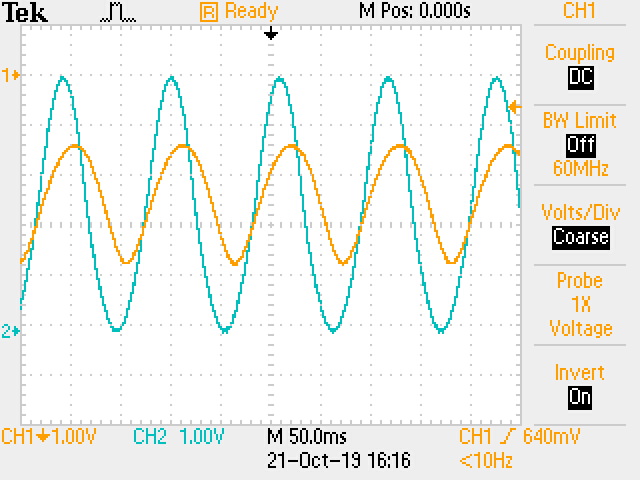 Tek
R Ready
M Pos: 0.000s
CH1
Coupling
DC
BW Limit
Off
60MHz
Volts/Div
Coarse
Probe
1X
Voltage
Invert
On
1
2
CH1 1.00V
CH2 1.00V
M 50.0ms
CH1 640mV
21-Oct-19 16:16
<10Hz